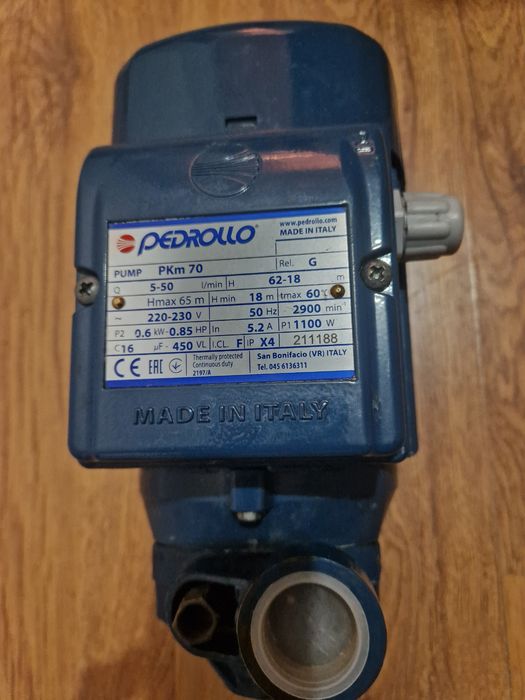 PEDROLLO
www.pedrollo.com
MADE IN ITALY
PUMP PKm 70 Rel. G
Q 5-50 l/min H 62-18 m
Hmax 65 m H min 18 m tmax 60°C
~ 220-230 V 50 Hz 2900 min-1
P2 0.6 kW-0.85 HP In 5.2 A P1 1100 W
C 16 µF- 450 VL I.CL. F IP X4 211188
CE EAC Thermally protected
Continuous duty
2197/A
San Bonifacio (VR) ITALY
Tel. 045 6136311
MADE IN ITALY